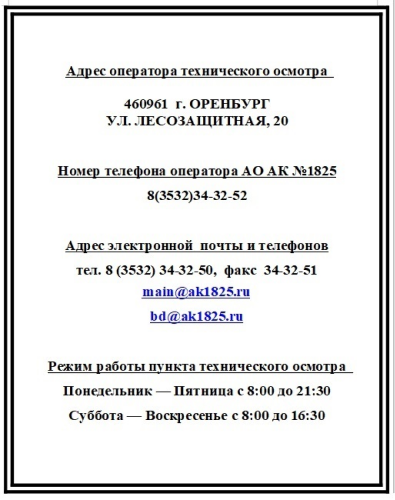 Адрес оператора технического осмотра
460961 г. ОРЕНБУРГ
УЛ. ЛЕСОЗАЩИТНАЯ, 20
Номер телефона оператора АО АК №1825
8(3532)34-32-52
Адрес электронной почты и телефонов
тел. 8 (3532) 34-32-50, факс 34-32-51
main@ak1825.ru
bd@ak1825.ru
Режим работы пункта технического осмотра
Понедельник — Пятница с 8:00 до 21:30
Суббота — Воскресенье с 8:00 до 16:30